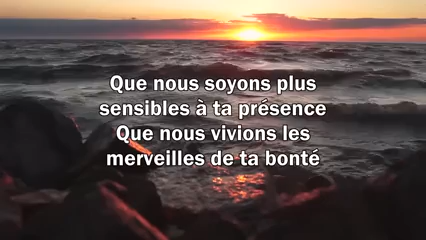 Que nous soyons plus
sensibles à ta présence
Que nous vivions les
merveilles de ta bonté